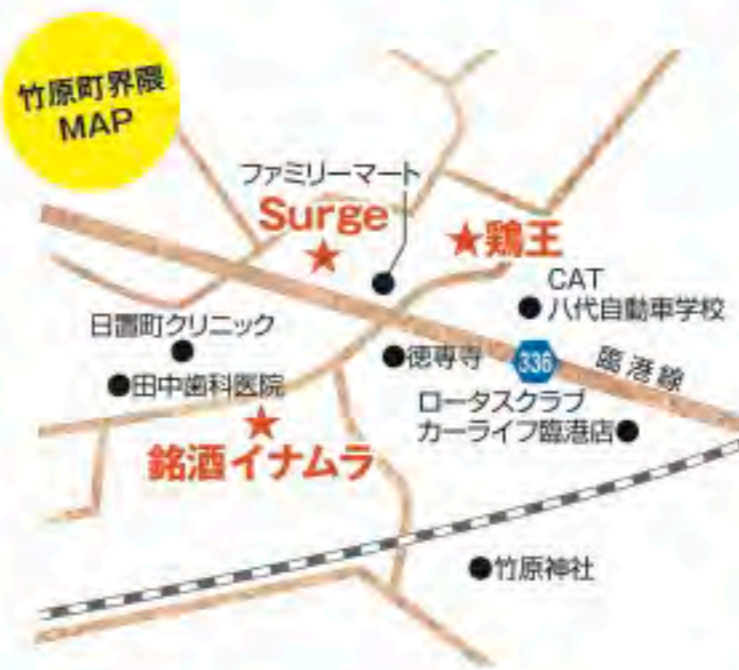 竹原町界隈
MAP
ファミリーマート
Surge
鶏王
CAT
八代自動車学校
日置町クリニック
徳専寺
336
臨港線
田中歯科医院
ロータスクラブ
カーライフ臨港店
銘酒イナムラ
竹原神社